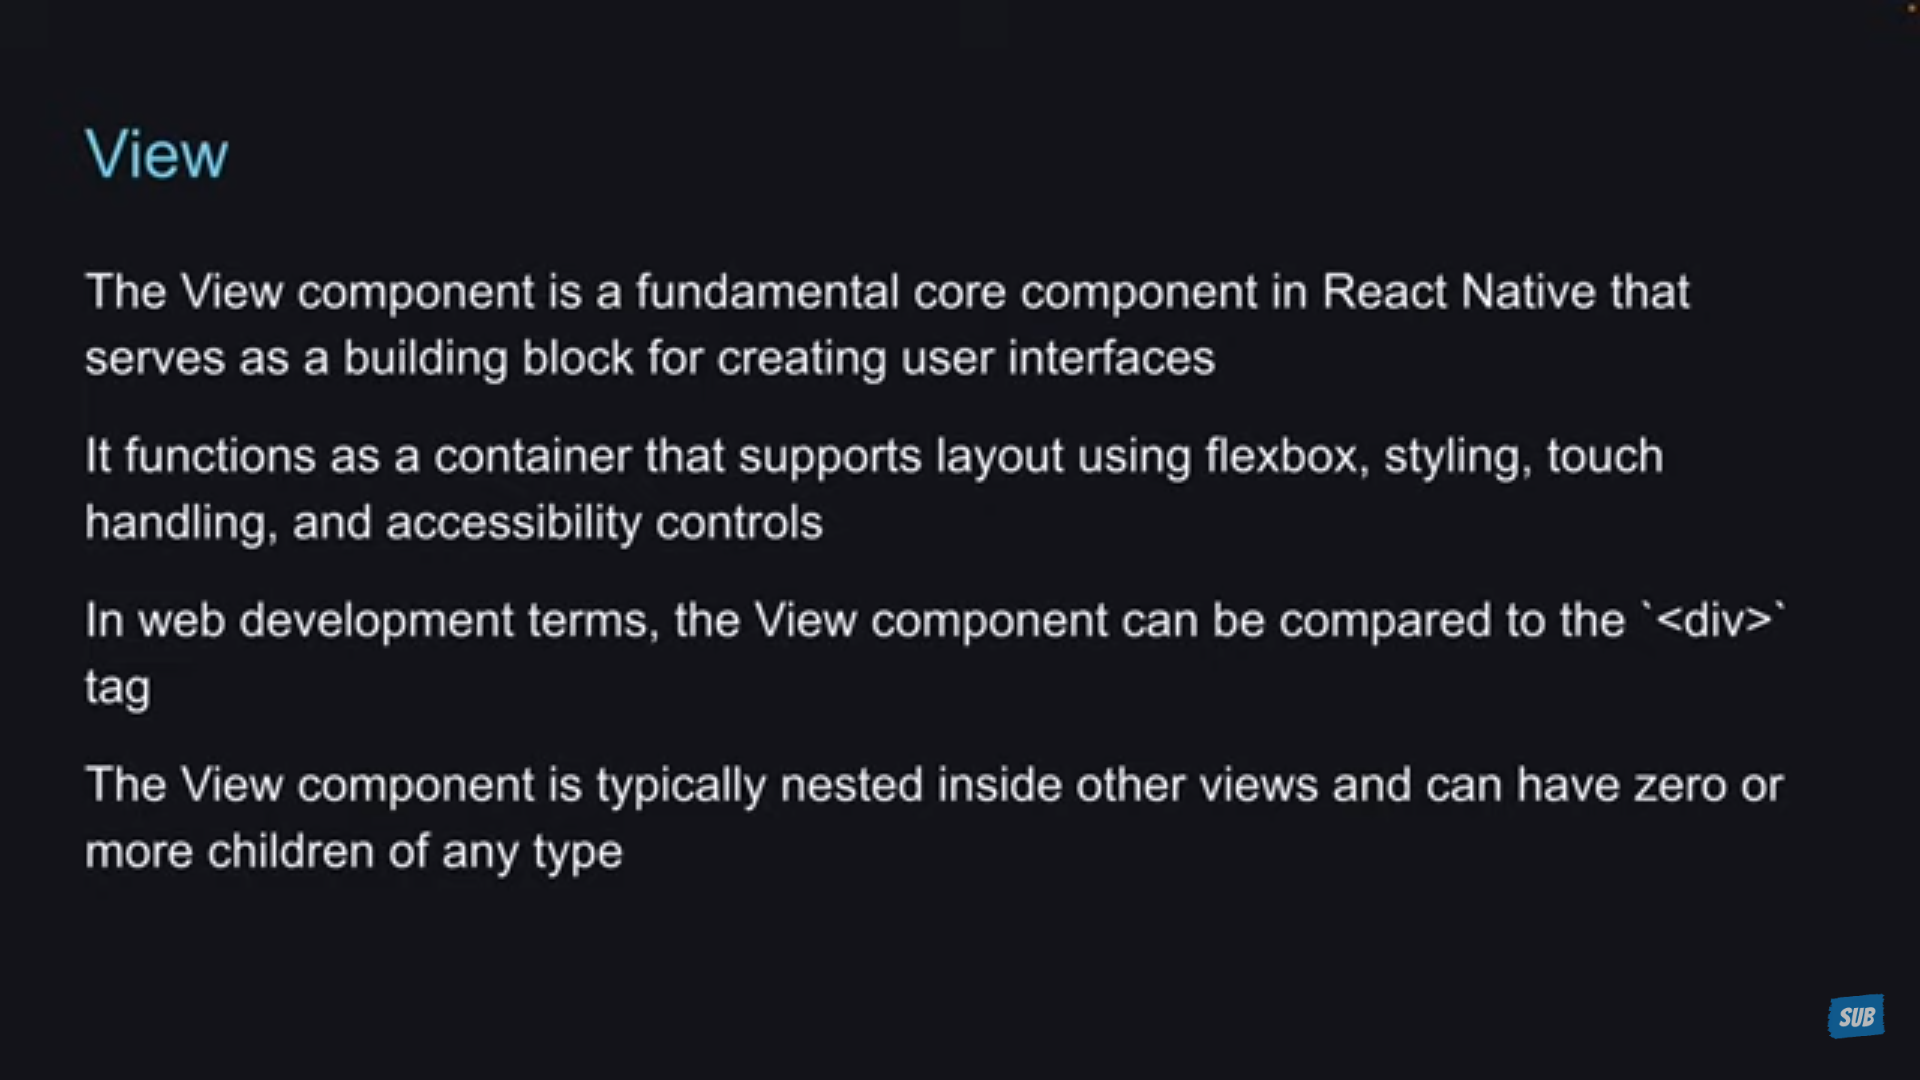 View
The View component is a fundamental core component in React Native that
serves as a building block for creating user interfaces
It functions as a container that supports layout using flexbox, styling, touch
handling, and accessibility controls
In web development terms, the View component can be compared to the `<div>`
tag
The View component is typically nested inside other views and can have zero or
more children of any type
SUB